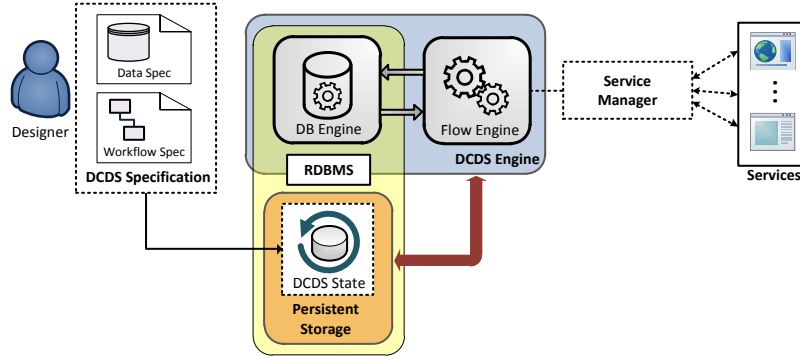 Designer
Data Spec
Workflow Spec
DCDS Specification
DB Engine
Flow Engine
DCDS Engine
RDBMS
DCDS State
Persistent
Storage
Service
Manager
Services